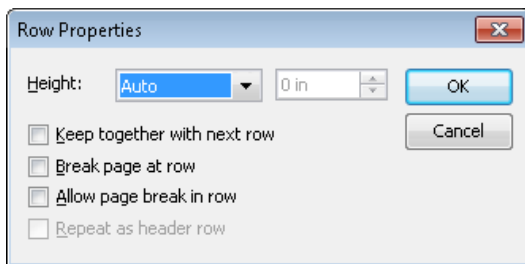 Row Properties
Height: Auto 0 in OK
Keep together with next row Cancel
Break page at row
Allow page break in row
Repeat as header row